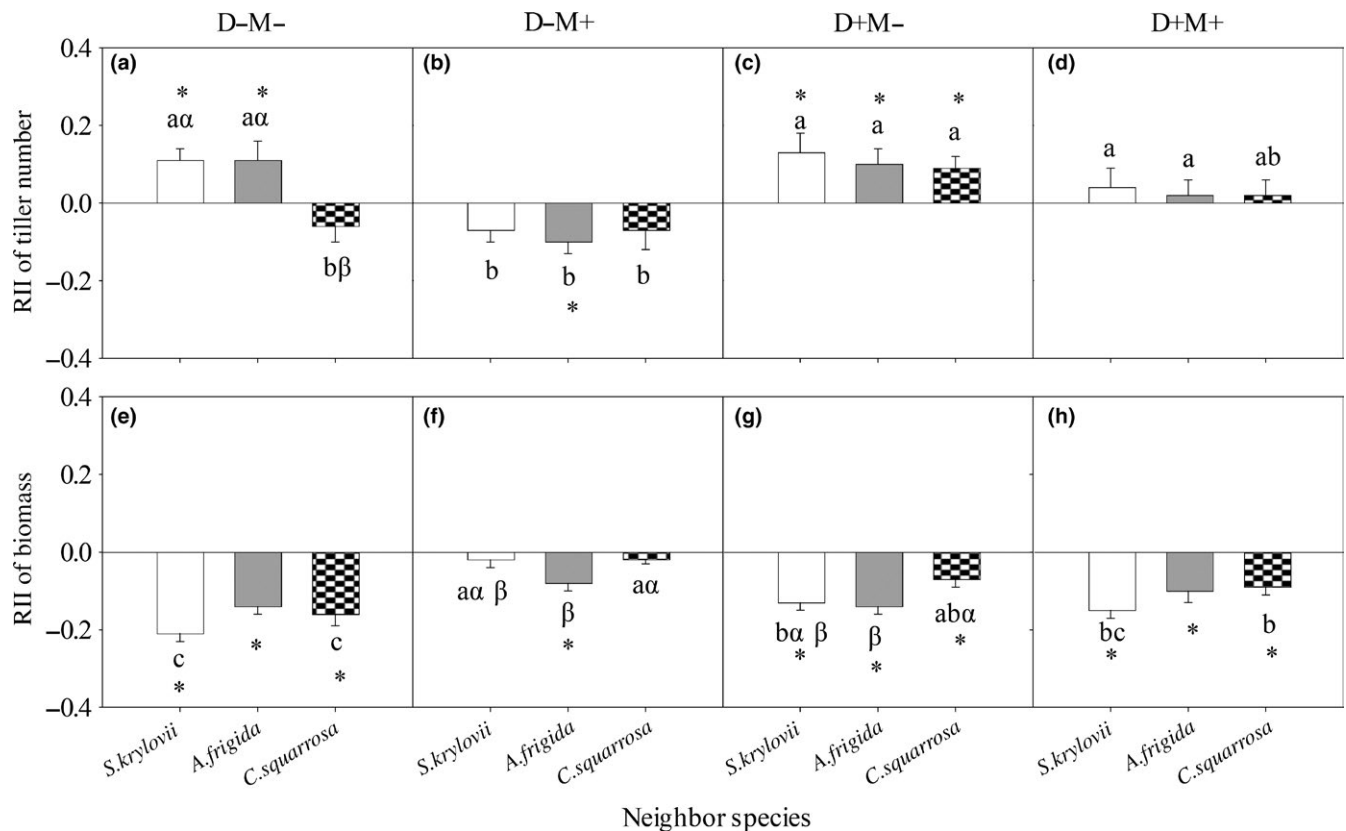 D–M– D–M+ D+M– D+M+
RII of tiller number
0.4
0.2
0.0
–0.2
–0.4
(a) (b) (c) (d)
* * * * *
aα aα a a a a a ab
bβ b b b
*
RII of biomass
0.4
0.2
0.0
–0.2
–0.4
(e) (f) (g) (h)
c c aα β β aα bα β β abα bc b
* * * * * * * * * *
S.krylovii A.frigida C.squarrosa S.krylovii A.frigida C.squarrosa S.krylovii A.frigida C.squarrosa S.krylovii A.frigida C.squarrosa
Neighbor species